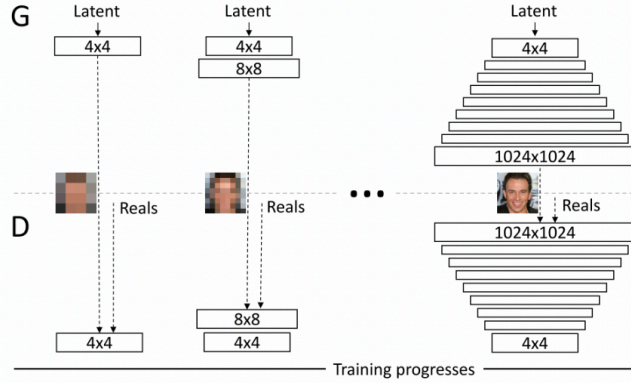 G
Latent
Latent
Latent
4x4
4x4
4x4
8x8
1024x1024
Reals
Reals
Reals
D
1024x1024
8x8
4x4
4x4
4x4
Training progresses